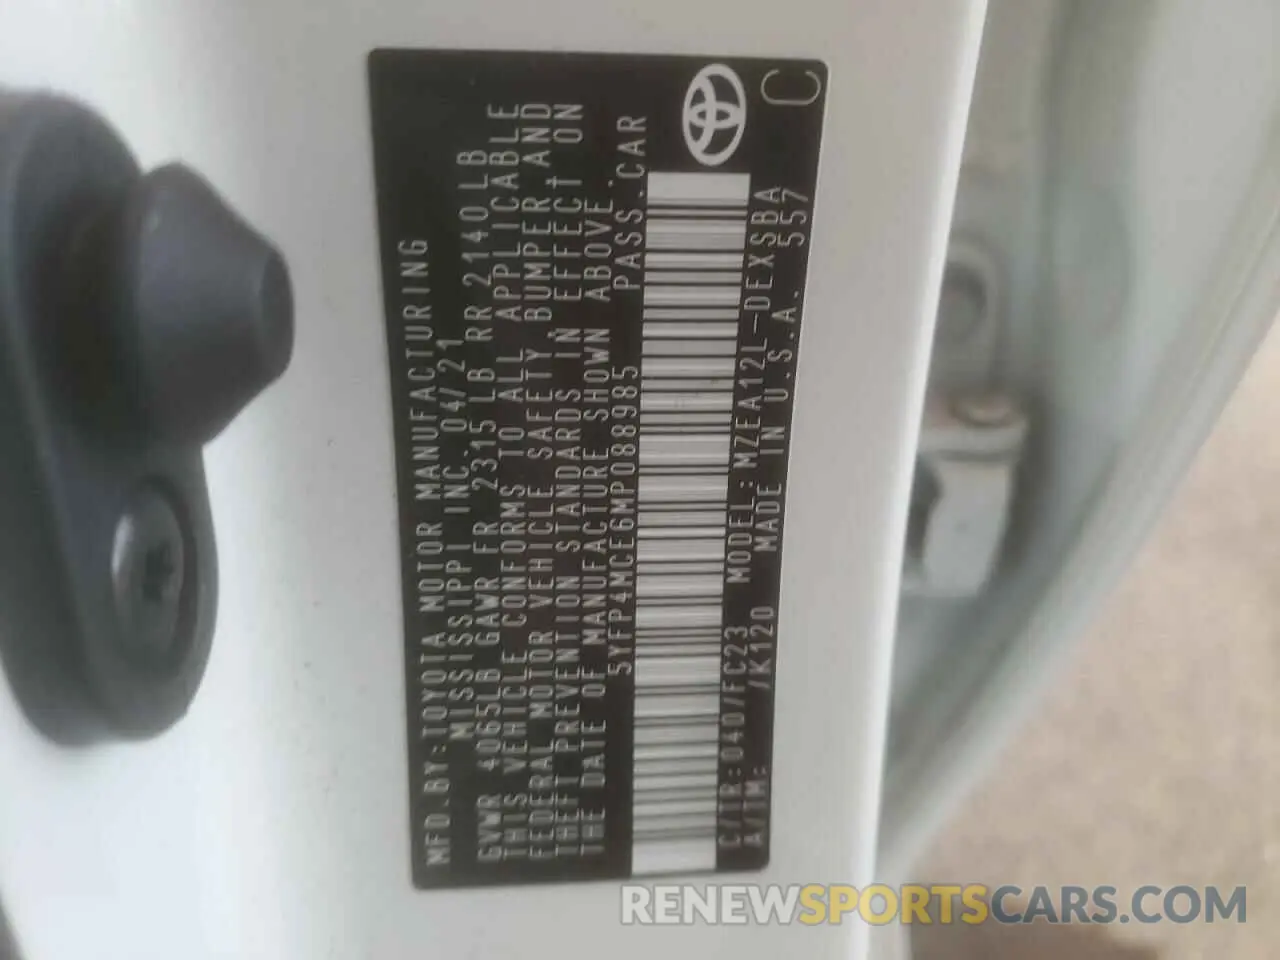 MFD.BY:TOYOTA MOTOR MANUFACTURING
MISSISSIPPI INC. 04/21
GVWR 4065LB GAWR FR 2315LB RR 2140LB
THIS VEHICLE CONFORMS TO ALL APPLICABLE
FEDERAL MOTOR VEHICLE SAFETY, BUMPER, AND
THEFT PREVENTION STANDARDS IN EFFECT ON
THE DATE OF MANUFACTURE SHOWN ABOVE.
5YFP4MCE6MP088985 PASS.CAR
C/TR:040/FC23 MODEL:MZEA12L-DEXSBA
A/TM: /K120 MADE IN U.S.A. 557
C
RENEWSPORTSCARS.COM